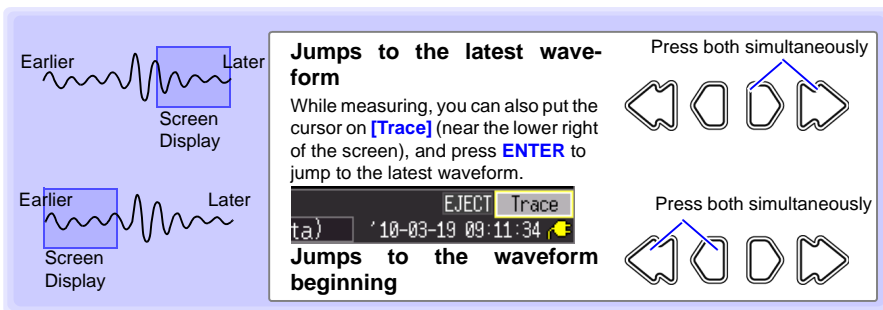 Earlier
Later
Screen
Display
Jumps to the latest wave-
form
While measuring, you can also put the
cursor on [Trace] (near the lower right
of the screen), and press ENTER to
jump to the latest waveform.
Press both simultaneously
Earlier
Later
Screen
Display
EJECT Trace
ta) '10-03-19 09:11:34
Jumps to the waveform
beginning
Press both simultaneously